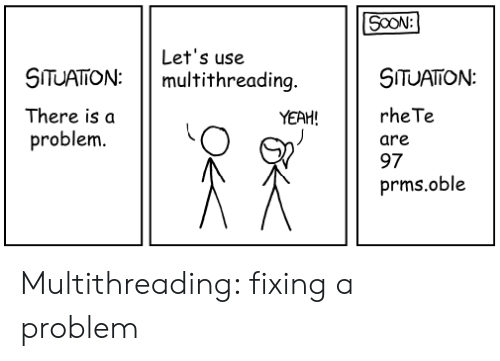 SITUATION:
There is a
problem.
Let's use
multithreading.
YEAH!
SOON:
SITUATION:
rheTe
are
97
prms.oble
Multithreading: fixing a
problem